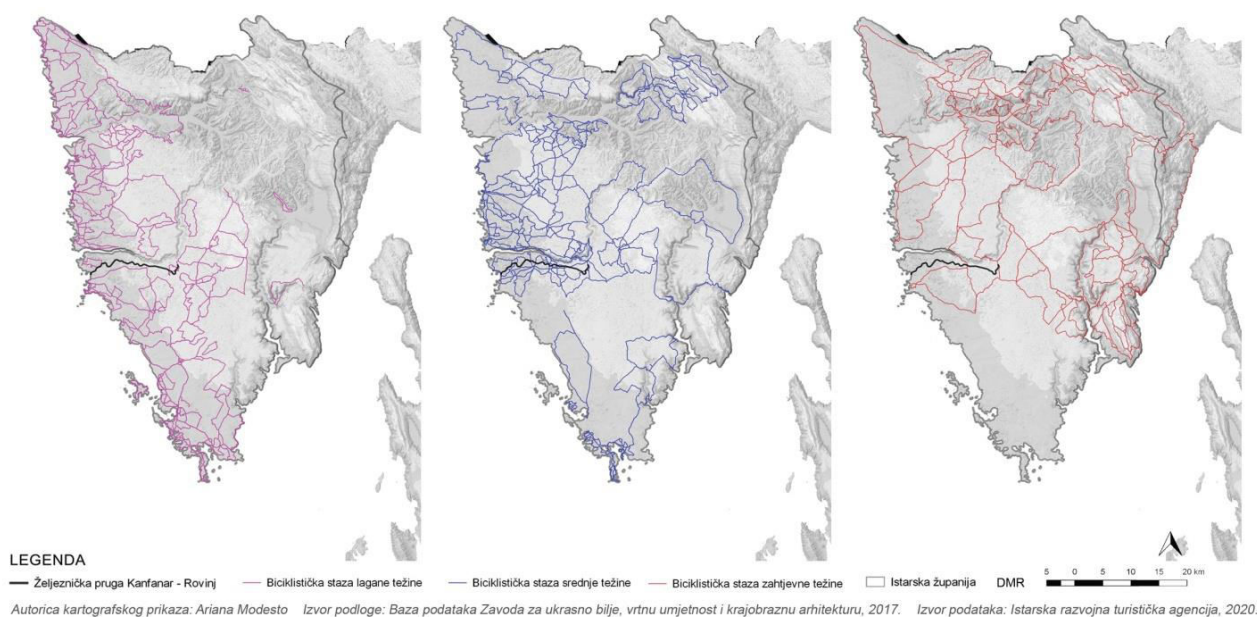 LEGENDA
Željeznička pruga Kanfanar - Rovinj Biciklistička staza lagane težine Biciklistička staza srednje težine Biciklistička staza zahtjevne težine Istarska županija DMR 5 0 5 10 15 20 km
Autorica kartografskog prikaza: Ariana Modesto Izvor podloge: Baza podataka Zavoda za ukrasno bilje, vrtnu umjetnost i krajobraznu arhitekturu, 2017. Izvor podataka: Istarska razvojna turistička agencija, 2020.